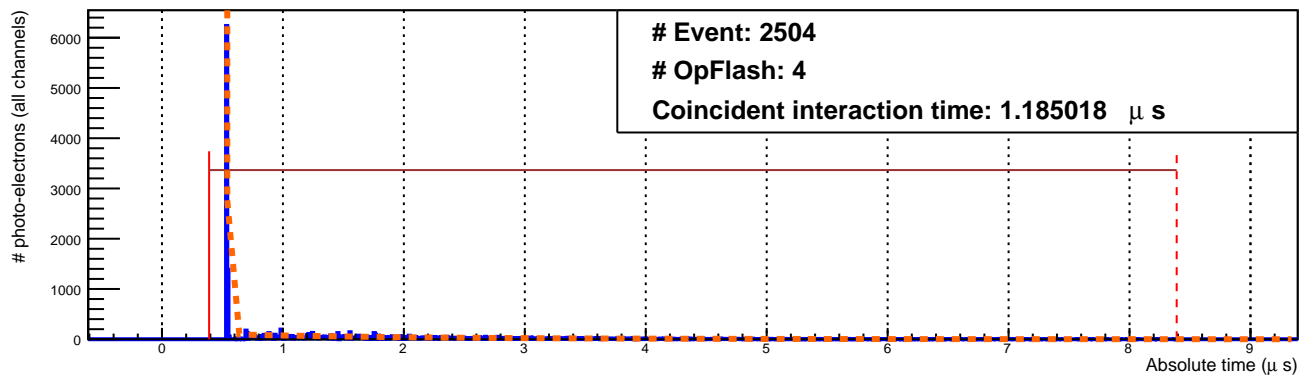 # Event: 2504
# OpFlash: 4
Coincident interaction time: 1.185018 μ s
# photo-electrons (all channels)
6000
5000
4000
3000
2000
1000
0
0 1 2 3 4 5 6 7 8 9
Absolute time (μ s)